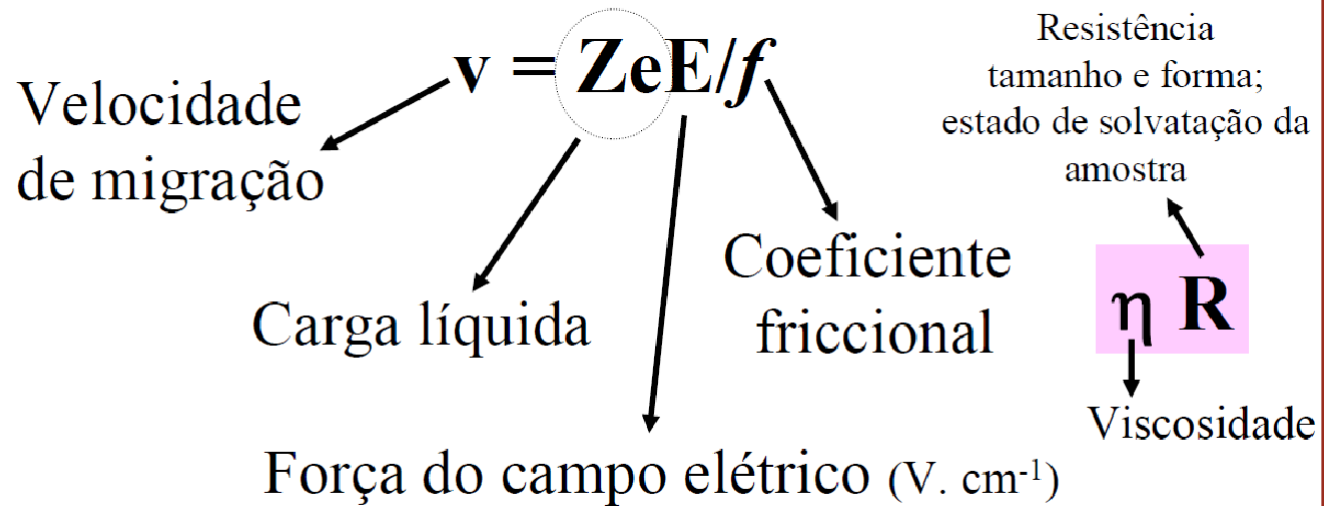 v = ZeE/f
Velocidade
de migração
Carga líquida
Força do campo elétrico (V. cm⁻¹)
Coeficiente
friccional
Resistência
tamanho e forma;
estado de solvatação da
amostra
η R
Viscosidade